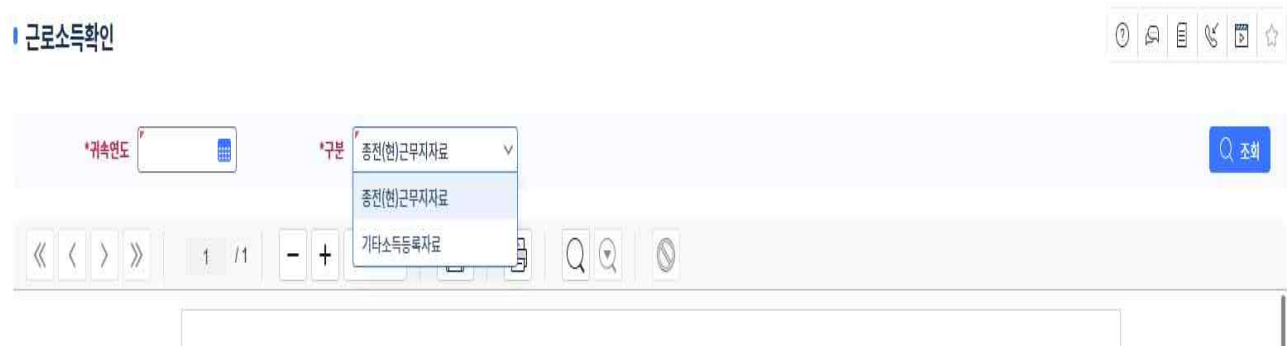 근로소득확인
*귀속연도 *구분 종전(현)근무지자료 조회
종전(현)근무지자료
기타소득등록자료
1 /1